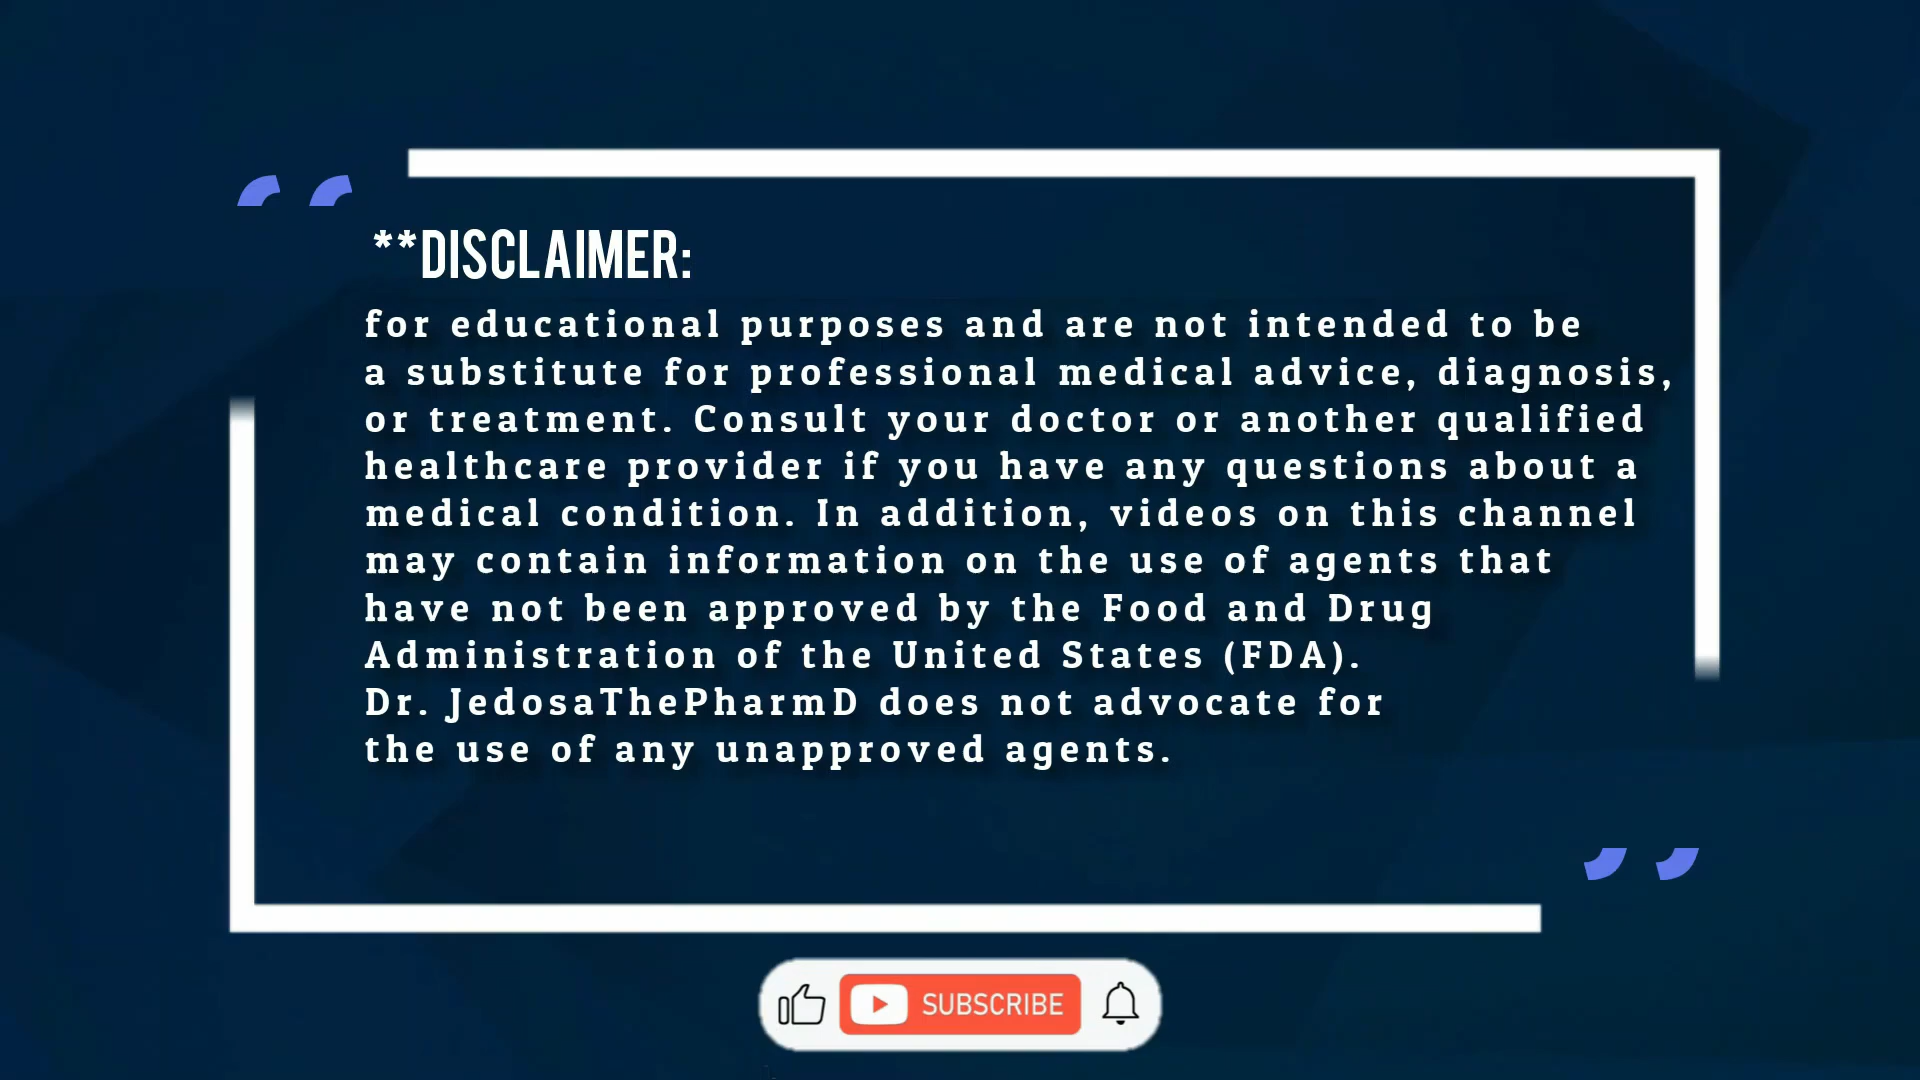 **DISCLAIMER:
for educational purposes and are not intended to be
a substitute for professional medical advice, diagnosis,
or treatment. Consult your doctor or another qualified
healthcare provider if you have any questions about a
medical condition. In addition, videos on this channel
may contain information on the use of agents that
have not been approved by the Food and Drug
Administration of the United States (FDA).
Dr. JedosaThePharmD does not advocate for
the use of any unapproved agents.
SUBSCRIBE